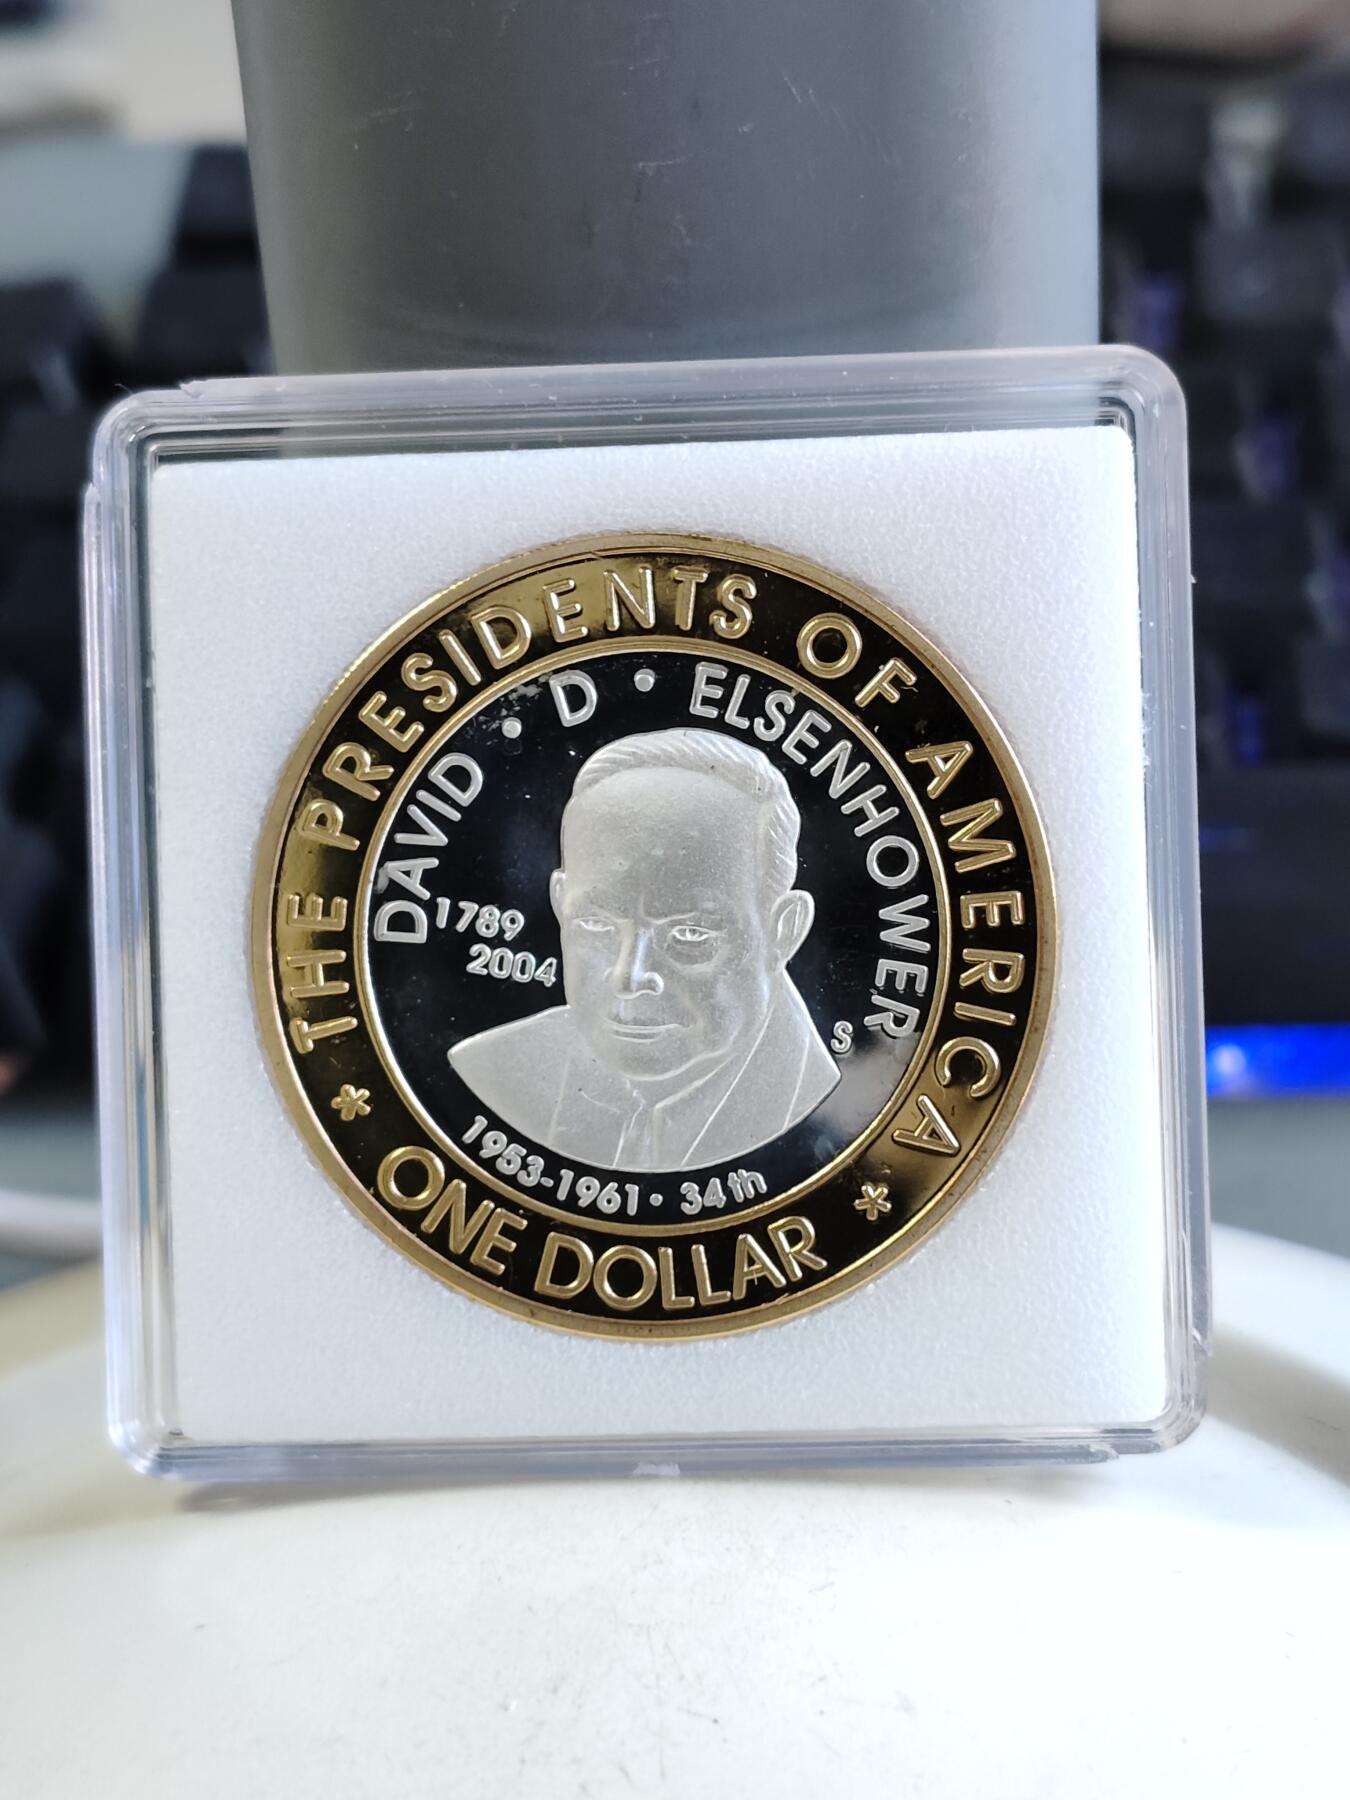 THE PRESIDENTS OF AMERICA
DAVID • D • ELSENHOWER
1789
2004
S
1953-1961 • 34th
* ONE DOLLAR *